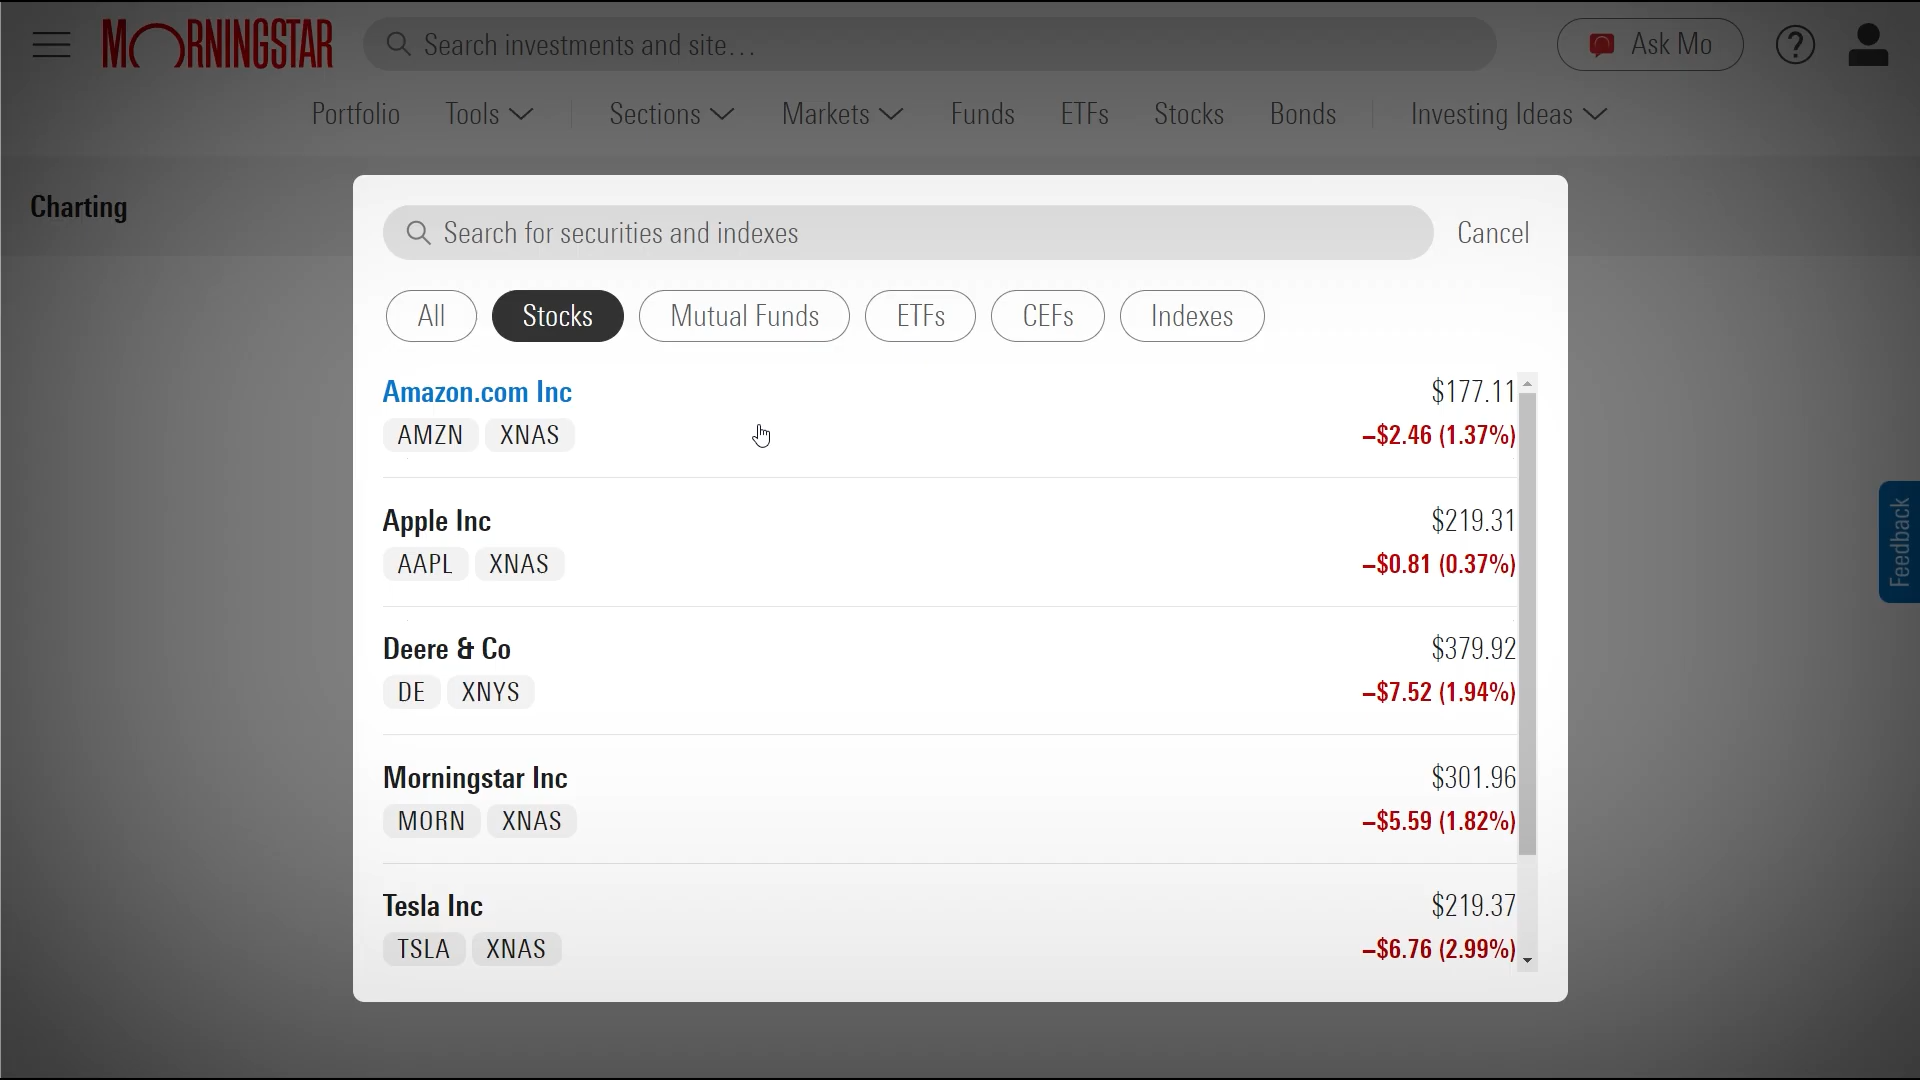 MORNINGSTAR
Search investments and site...
Ask Mo
Portfolio Tools Sections Markets Funds ETFs Stocks Bonds Investing Ideas
Charting
Search for securities and indexes
Cancel
All Stocks Mutual Funds ETFs CEFs Indexes
Amazon.com Inc $177.11
AMZN XNAS –$2.46 (1.37%)
Apple Inc $219.31
AAPL XNAS –$0.81 (0.37%)
Deere & Co $379.92
DE XNYS –$7.52 (1.94%)
Morningstar Inc $301.96
MORN XNAS –$5.59 (1.82%)
Tesla Inc $219.37
TSLA XNAS –$6.76 (2.99%)
Feedback